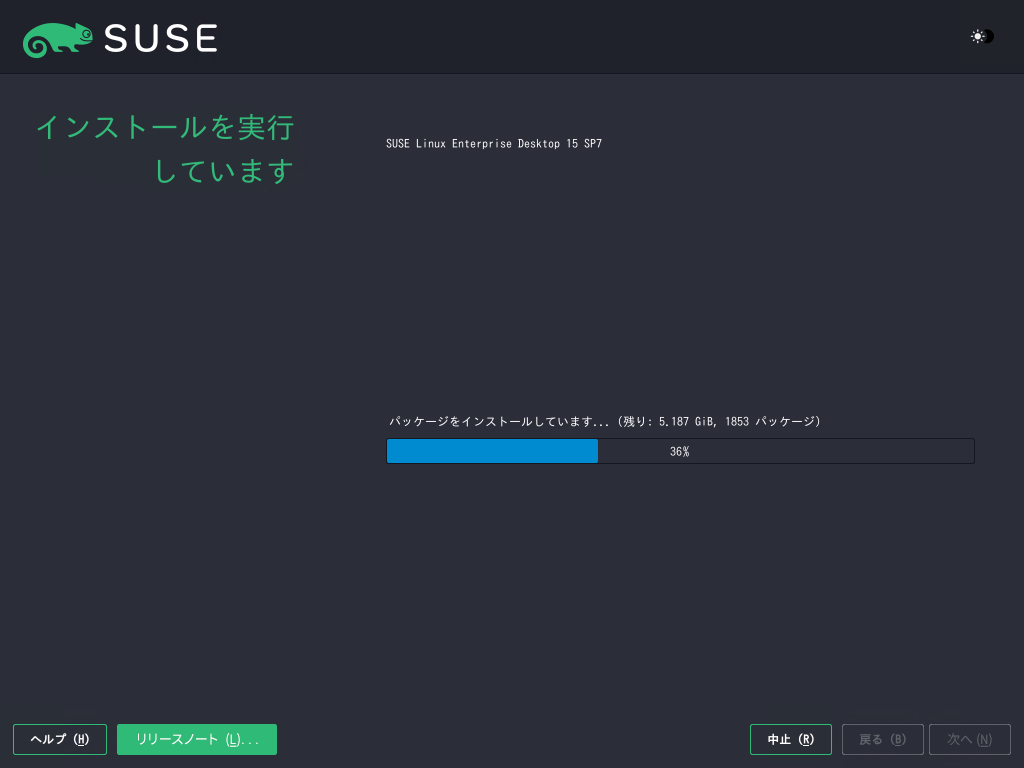 SUSE
インストールを実行
しています
SUSE Linux Enterprise Desktop 15 SP7
パッケージをインストールしています... (残り: 5.187 GiB, 1853 パッケージ)
36%
ヘルプ (H)
リリースノート (L)...
中止 (R)
戻る (B)
次へ (N)